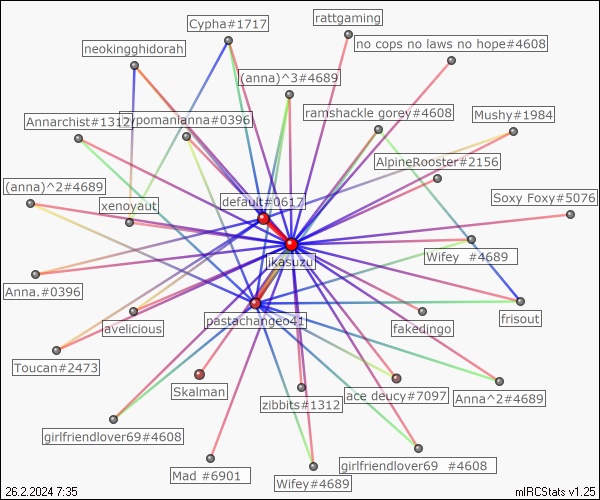 rattgaming
Cypha#1717
no cops no laws no hope#4608
neokingghidorah
(anna)^3#4689
ramshackle gorey#4608
Mushy#1984
Annarchist#1312
ypomanianna#0396
AlpineRooster#2156
(anna)^2#4689
Soxy Foxy#5076
default#0617
xenoyaut
Wifey #4689
jkasuzu
Anna.#0396
frisout
pastachangeo41
javelicious
fakedingo
Toucan#2473
Skalman
ace deucy#7097
Anna^2#4689
zibbits#1312
girlfriendlover69#4608
girlfriendlover69 #4608
Mad #6901
Wifey#4689
26.2.2024 7:35
mIRCStats v1.25